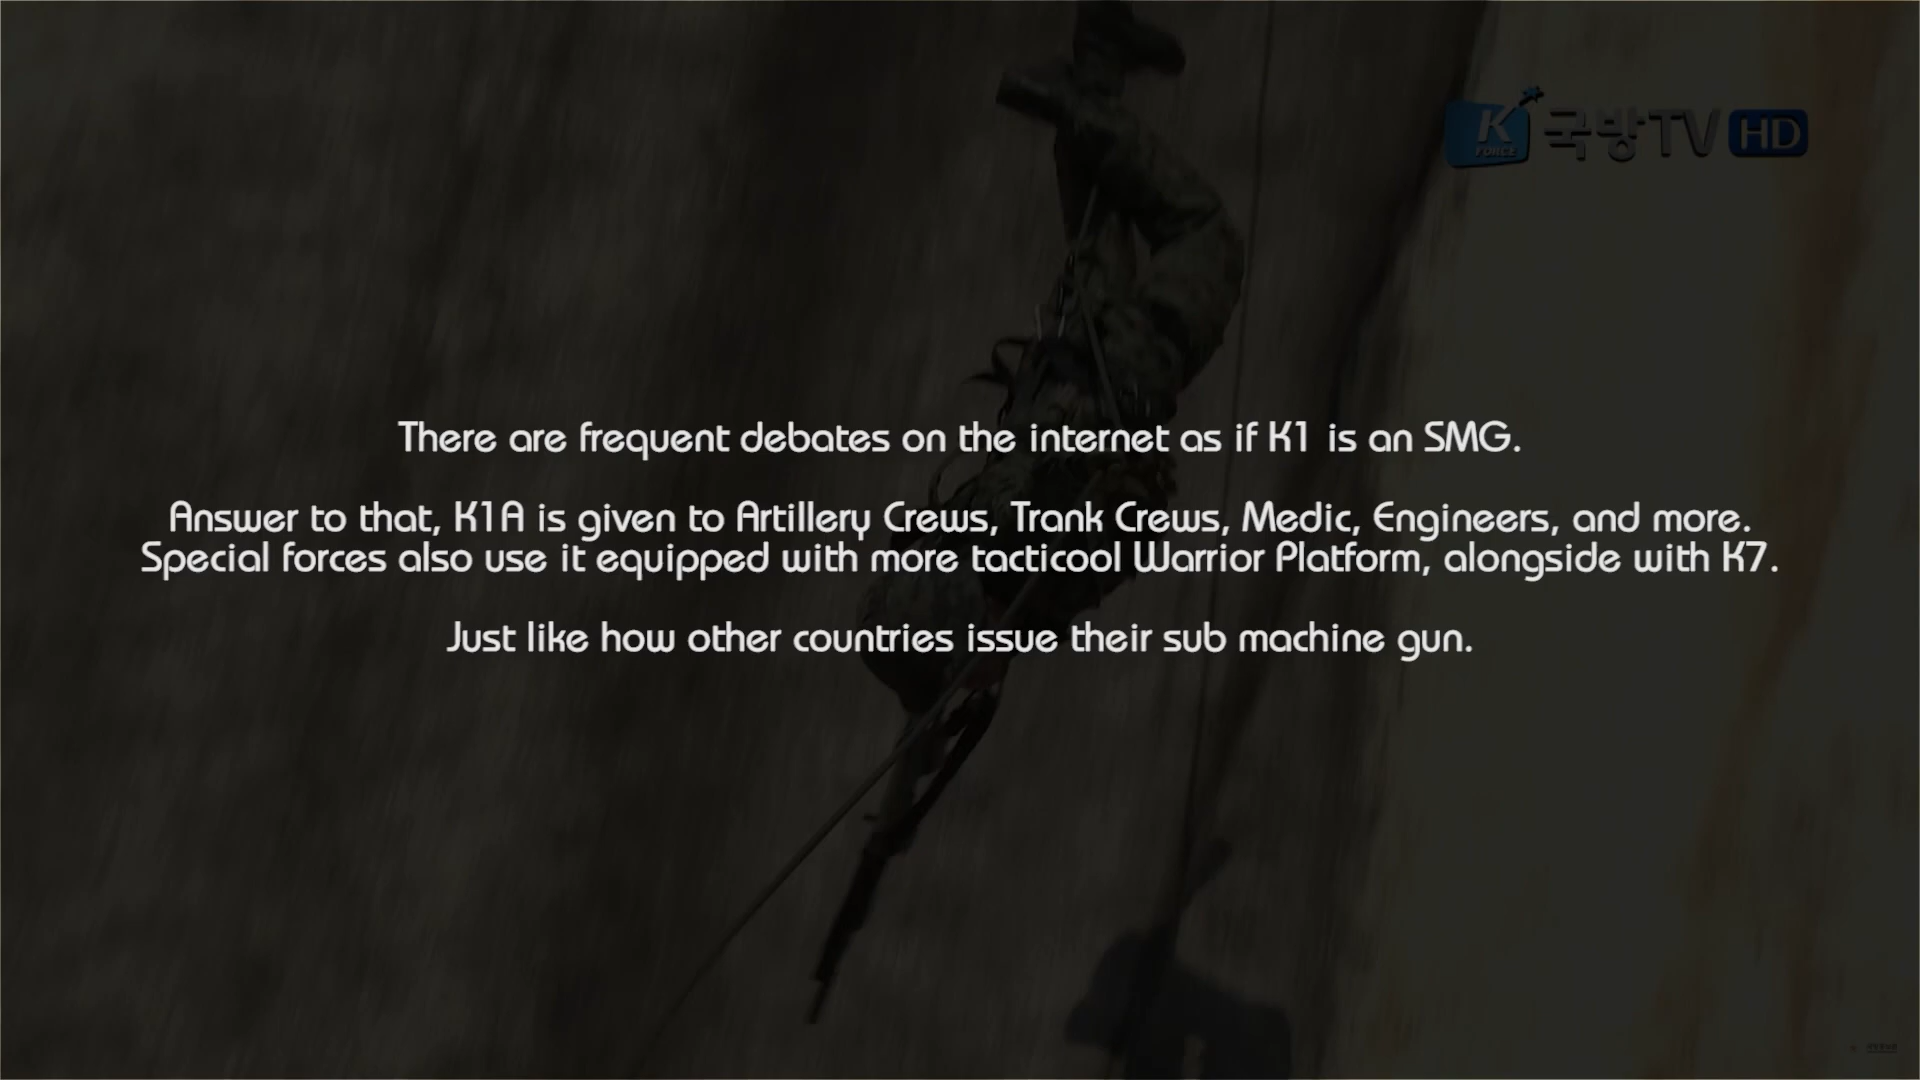 K
FORCE
국방TV HD
There are frequent debates on the internet as if K1 is an SMG.
Answer to that, K1A is given to Artillery Crews, Trank Crews, Medic, Engineers, and more.
Special forces also use it equipped with more tacticool Warrior Platform, alongside with K7.
Just like how other countries issue their sub machine gun.